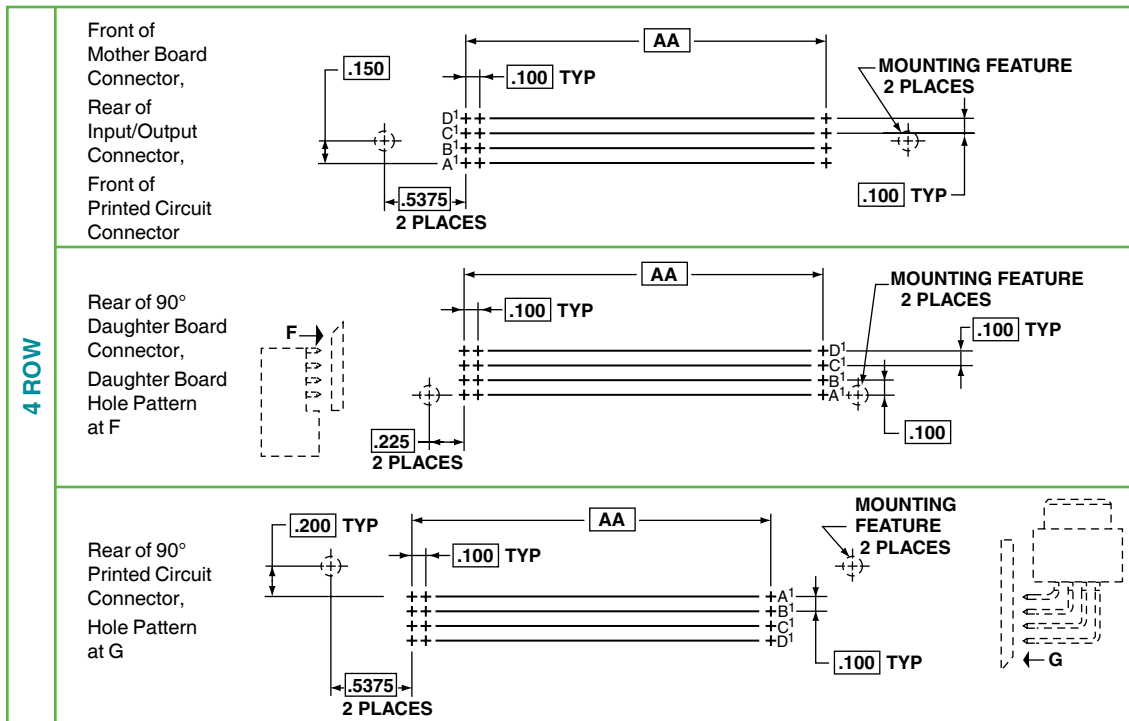 4 ROW
Front of
Mother Board
Connector,
Rear of
Input/Output
Connector,
Front of
Printed Circuit
Connector
AA
.150
.100 TYP
MOUNTING FEATURE
2 PLACES
D¹
C¹
B¹
A¹
.5375
2 PLACES
.100 TYP
Rear of 90°
Daughter Board
Connector,
Daughter Board
Hole Pattern
at F
F
AA
.100 TYP
MOUNTING FEATURE
2 PLACES
.100 TYP
D¹
C¹
B¹
A¹
.225
2 PLACES
.100
Rear of 90°
Printed Circuit
Connector,
Hole Pattern
at G
.200 TYP
AA
.100 TYP
MOUNTING
FEATURE
2 PLACES
A¹
B¹
C¹
D¹
.100 TYP
.5375
2 PLACES
G